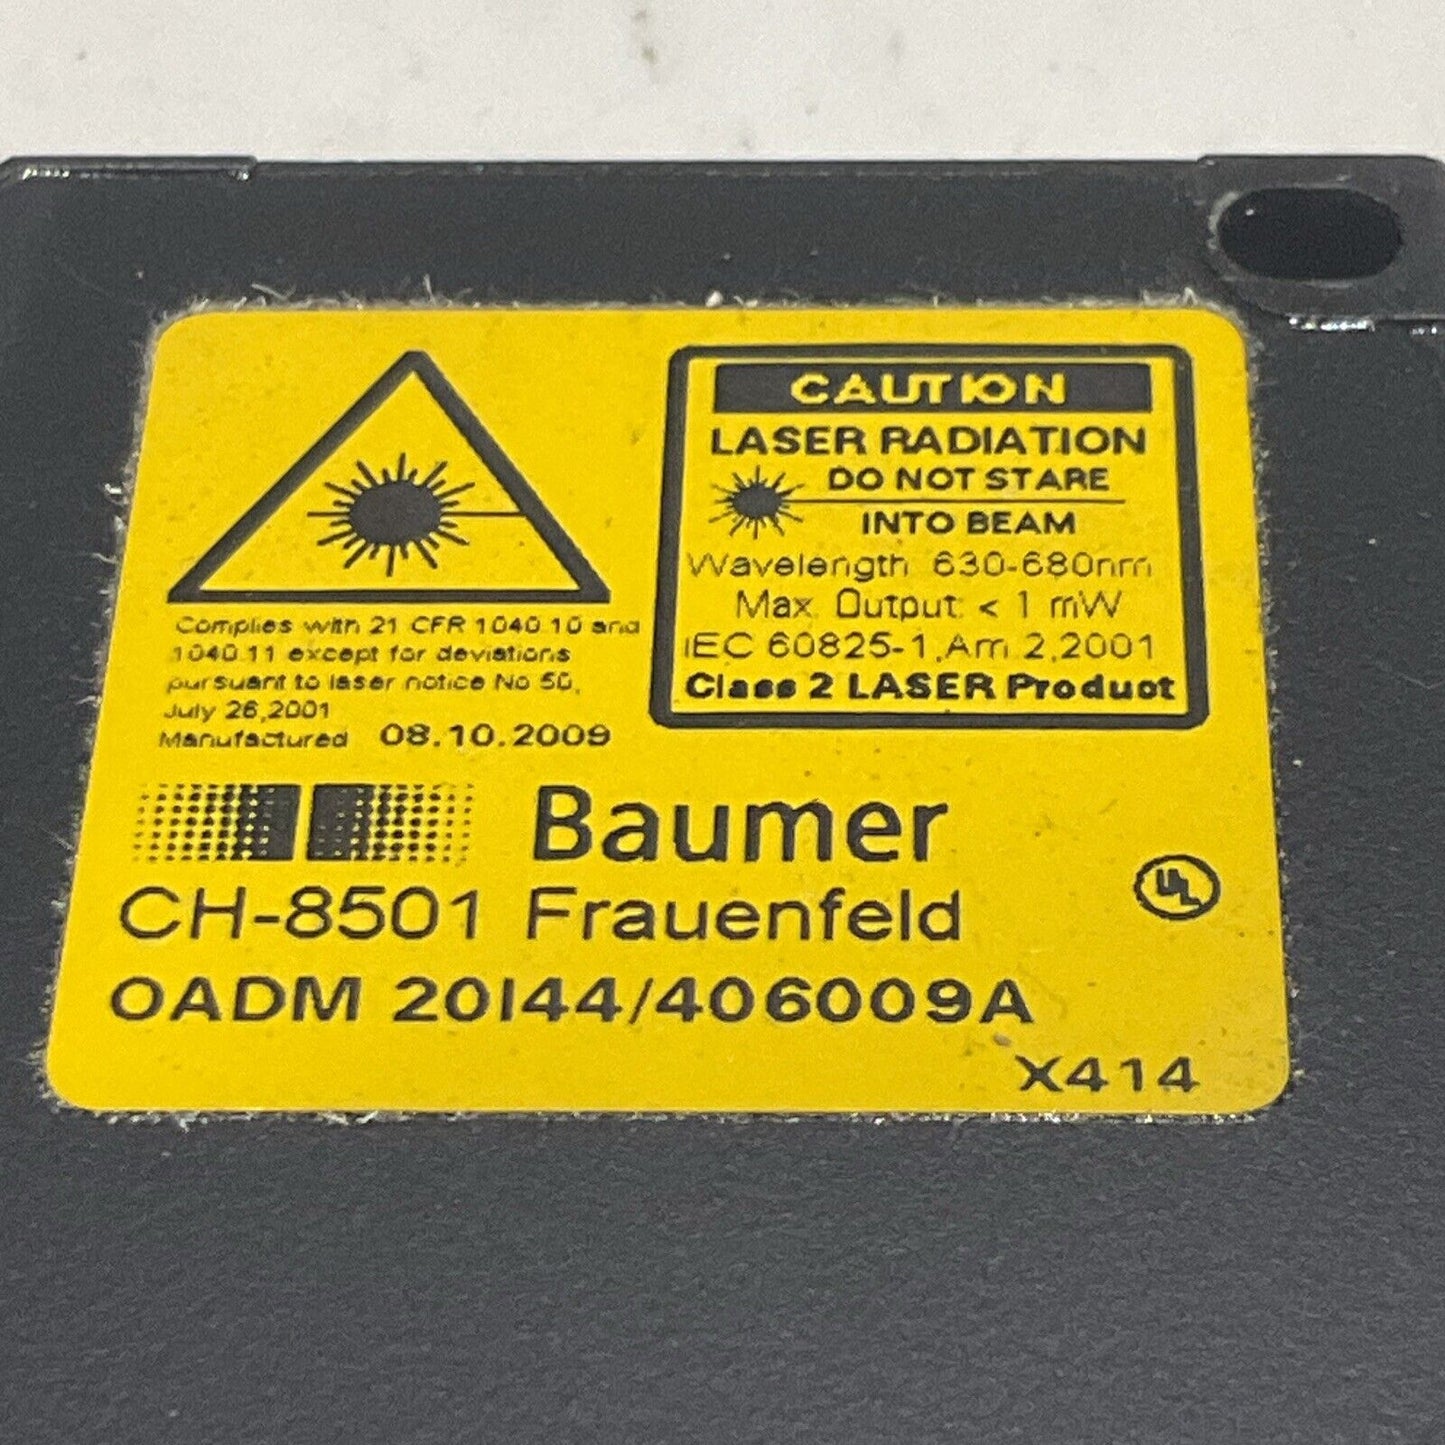 CAUTION
LASER RADIATION
DO NOT STARE
INTO BEAM
Wavelength: 630-680nm
Max. Output: < 1 mW
IEC 60825-1,Am.2,2001
Class 2 LASER Product
Complies with 21 CFR 1040.10 and
1040.11 except for deviations
pursuant to laser notice No 50,
July 26,2001
Manufactured 08.10.2009
Baumer
CH-8501 Frauenfeld
UL
OADM 20I44/406009A
X414